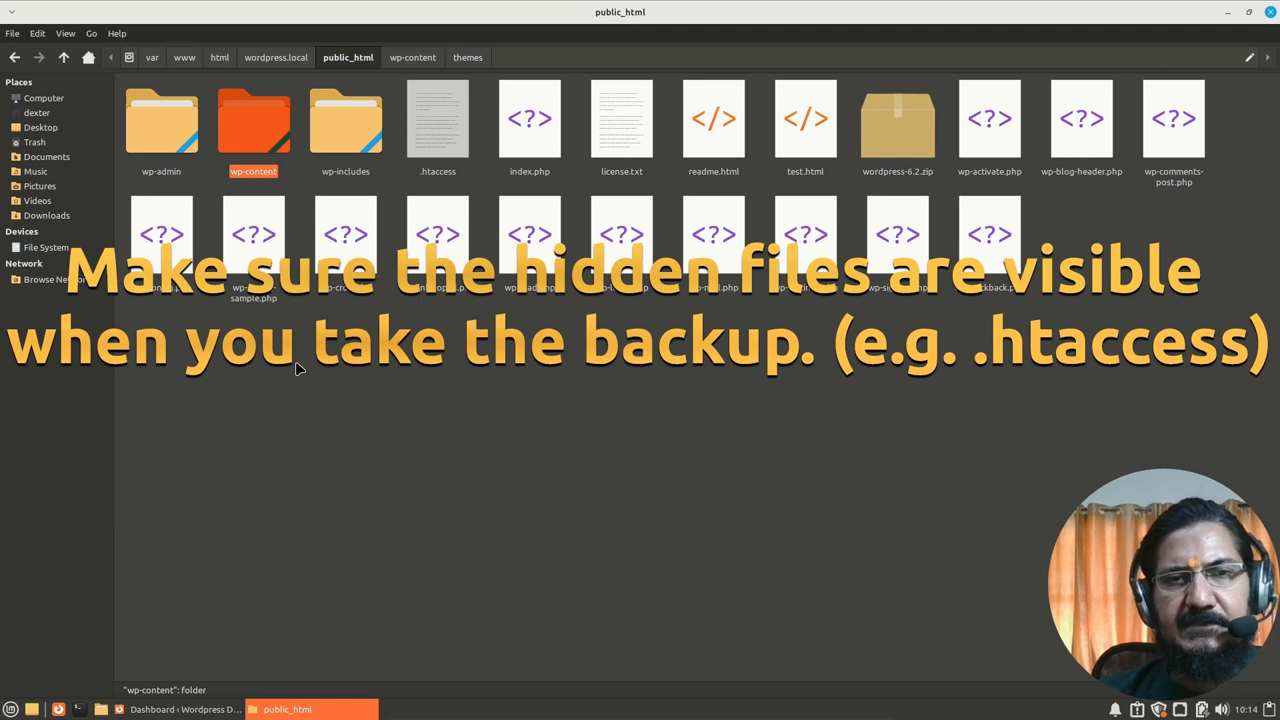 public_html
File Edit View Go Help
var www html wordpress.local public_html wp-content themes
Places
Computer
dexter
Desktop
Trash
Documents
Music
Pictures
Videos
Downloads
Devices
File System
Network
Browse Ne
wp-admin wp-content wp-includes .htaccess index.php license.txt readme.html test.html wordpress-6.2.zip wp-activate.php wp-blog-header.php wp-comments-post.php
sample.php
Make sure the hidden files are visible
when you take the backup. (e.g. .htaccess)
"wp-content": folder
Dashboard ‹ Wordpress D... public_html 10:14